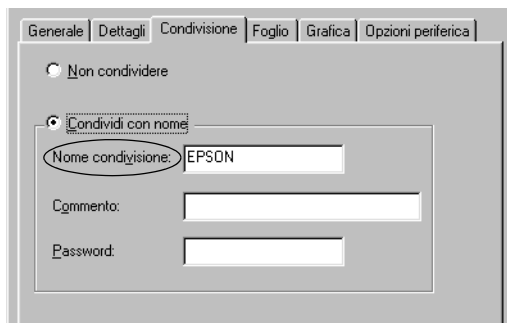 Generale Dettagli Condivisione Foglio Grafica Opzioni periferica
Non condividere
Condividi con nome
Nome condivisione: EPSON
Commento:
Password: